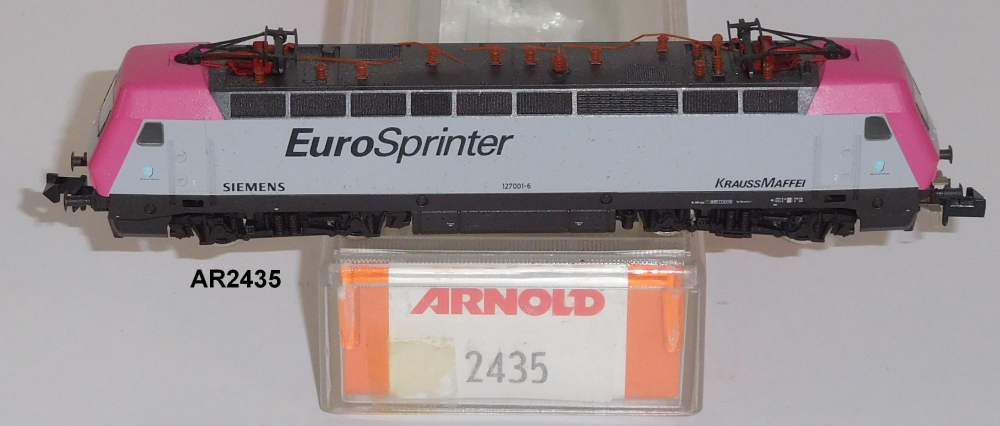 EuroSprinter
SIEMENS
127001-6
KRAUSSMAFFEI
AR2435
ARNOLD
2435